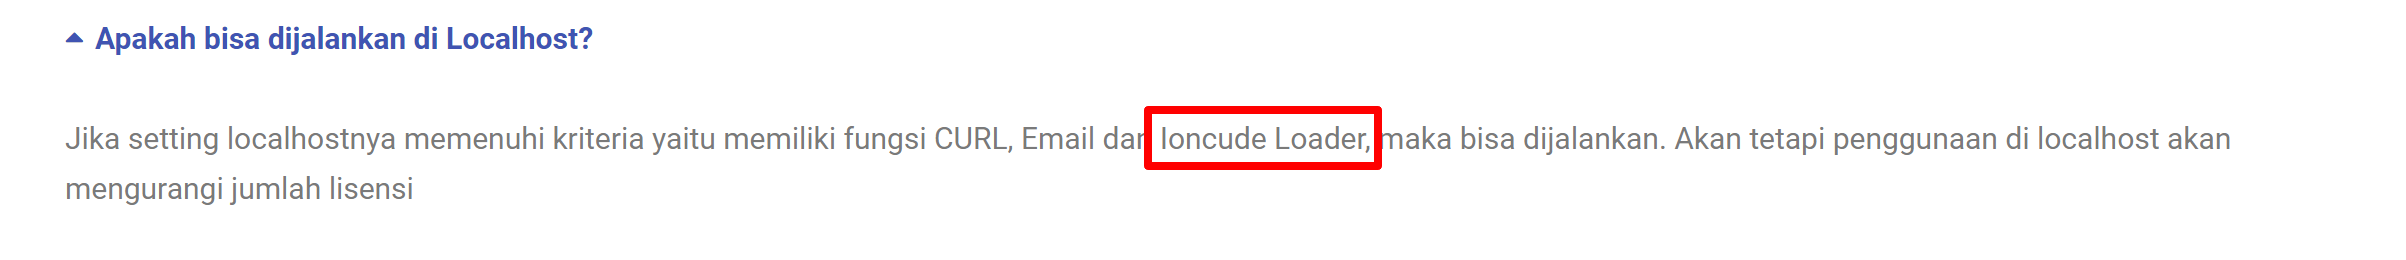 Apakah bisa dijalankan di Localhost?
Jika setting localhostnya memenuhi kriteria yaitu memiliki fungsi CURL, Email dan Ioncude Loader, maka bisa dijalankan. Akan tetapi penggunaan di localhost akan
mengurangi jumlah lisensi